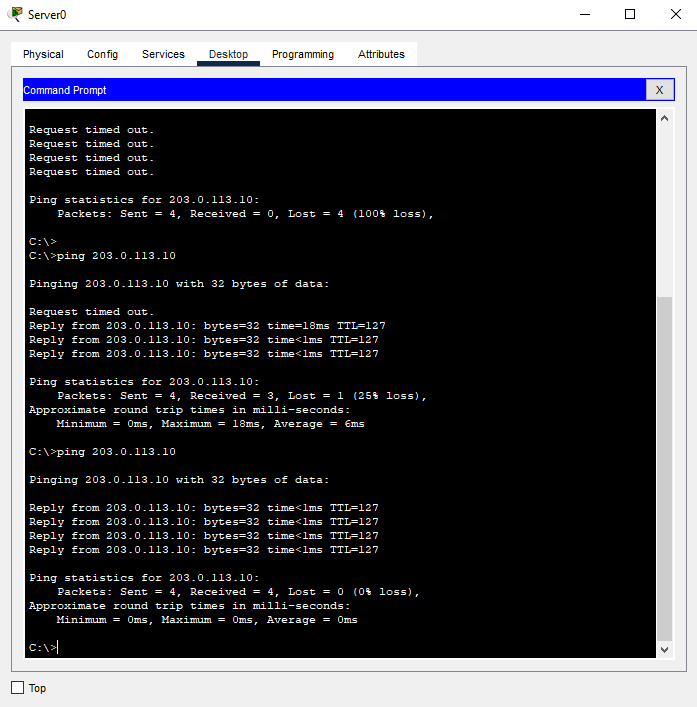 Server0
Physical Config Services Desktop Programming Attributes
Command Prompt X
Request timed out.
Request timed out.
Request timed out.
Request timed out.
Ping statistics for 203.0.113.10:
Packets: Sent = 4, Received = 0, Lost = 4 (100% loss),
C:\>
C:\>ping 203.0.113.10
Pinging 203.0.113.10 with 32 bytes of data:
Request timed out.
Reply from 203.0.113.10: bytes=32 time=18ms TTL=127
Reply from 203.0.113.10: bytes=32 time<1ms TTL=127
Reply from 203.0.113.10: bytes=32 time<1ms TTL=127
Ping statistics for 203.0.113.10:
Packets: Sent = 4, Received = 3, Lost = 1 (25% loss),
Approximate round trip times in milli-seconds:
Minimum = 0ms, Maximum = 18ms, Average = 6ms
C:\>ping 203.0.113.10
Pinging 203.0.113.10 with 32 bytes of data:
Reply from 203.0.113.10: bytes=32 time<1ms TTL=127
Reply from 203.0.113.10: bytes=32 time<1ms TTL=127
Reply from 203.0.113.10: bytes=32 time<1ms TTL=127
Reply from 203.0.113.10: bytes=32 time<1ms TTL=127
Ping statistics for 203.0.113.10:
Packets: Sent = 4, Received = 4, Lost = 0 (0% loss),
Approximate round trip times in milli-seconds:
Minimum = 0ms, Maximum = 0ms, Average = 0ms
C:\>
Top